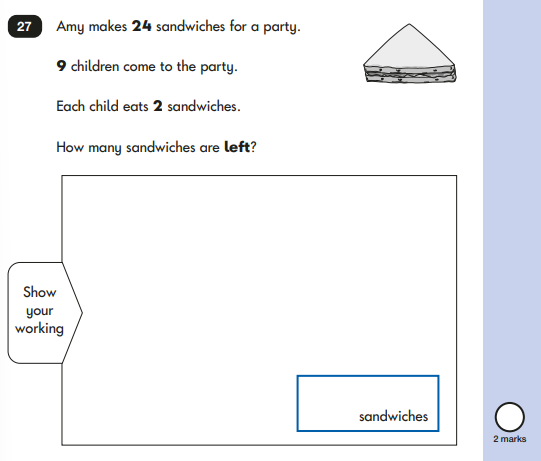 27 Amy makes 24 sandwiches for a party.
9 children come to the party.
Each child eats 2 sandwiches.
How many sandwiches are left?
Show
your
working
sandwiches
2 marks